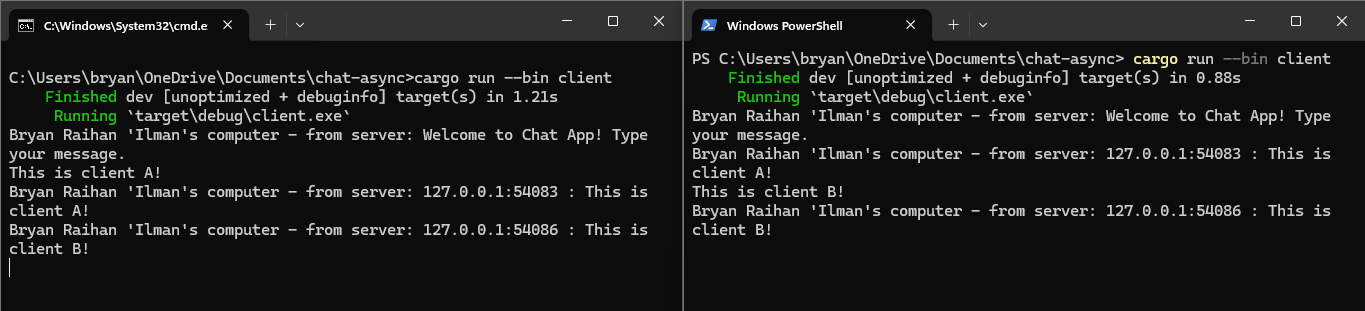 C:\Windows\System32\cmd.e
C:\Users\bryan\OneDrive\Documents\chat-async>cargo run --bin client
Finished dev [unoptimized + debuginfo] target(s) in 1.21s
Running `target\debug\client.exe`
Bryan Raihan 'Ilman's computer - from server: Welcome to Chat App! Type
your message.
This is client A!
Bryan Raihan 'Ilman's computer - from server: 127.0.0.1:54083 : This is
client A!
Bryan Raihan 'Ilman's computer - from server: 127.0.0.1:54086 : This is
client B!
Windows PowerShell
PS C:\Users\bryan\OneDrive\Documents\chat-async> cargo run --bin client
Finished dev [unoptimized + debuginfo] target(s) in 0.88s
Running `target\debug\client.exe`
Bryan Raihan 'Ilman's computer - from server: Welcome to Chat App! Type
your message.
Bryan Raihan 'Ilman's computer - from server: 127.0.0.1:54083 : This is
client A!
This is client B!
Bryan Raihan 'Ilman's computer - from server: 127.0.0.1:54086 : This is
client B!